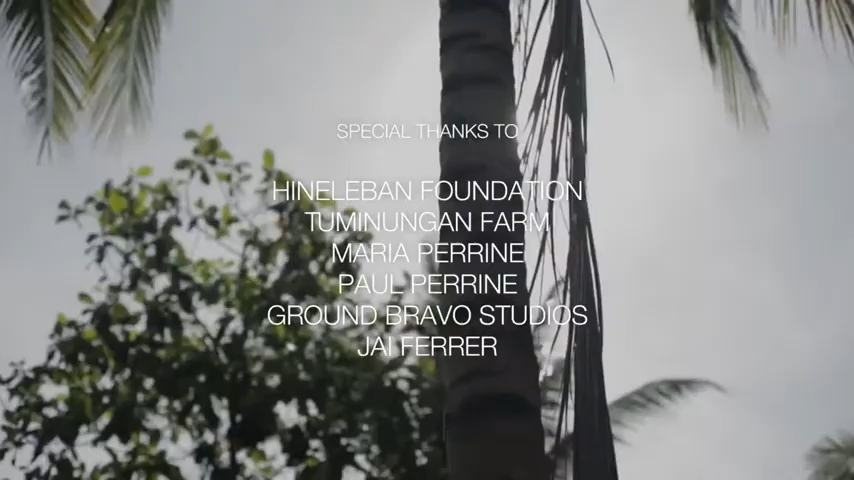 SPECIAL THANKS TO
HINELEBAN FOUNDATION
TUMINUNGAN FARM
MARIA PERRINE
PAUL PERRINE
GROUND BRAVO STUDIOS
JAI FERRER